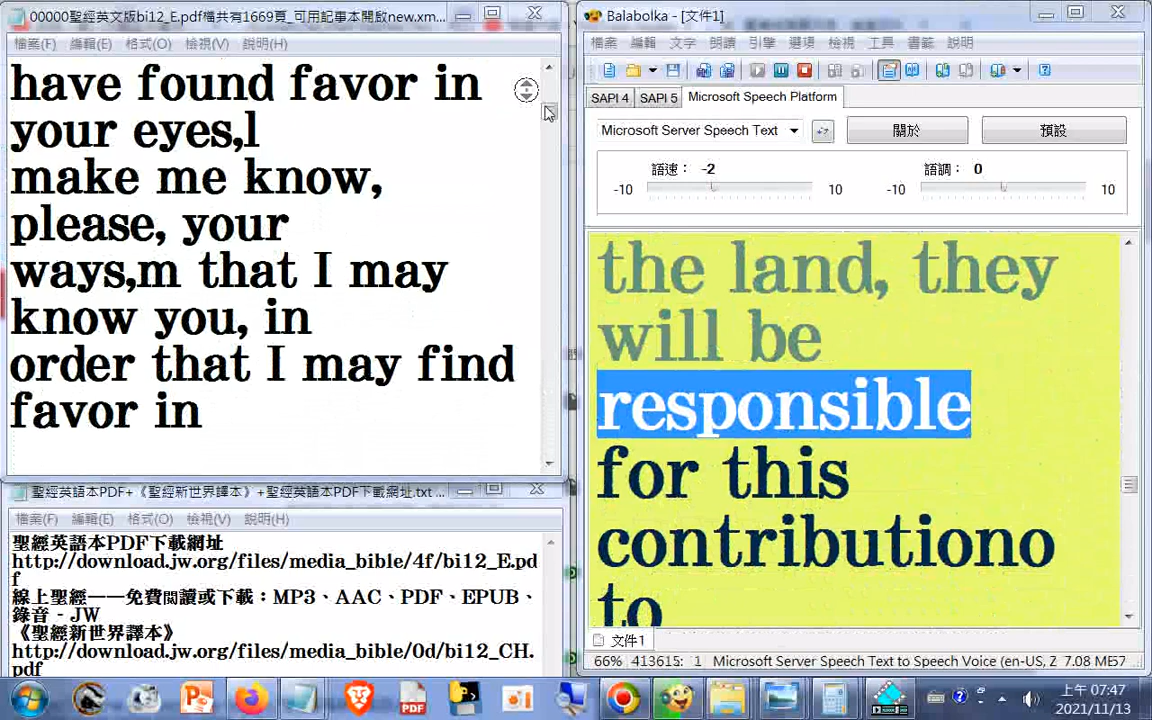 00000聖經英文版bi12_E.pdf檔共有1669頁_可用記事本開啟new.xm...
檔案(F) 編輯(E) 格式(O) 檢視(V) 說明(H)
have found favor in
your eyes,l
make me know,
please, your
ways,m that I may
know you, in
order that I may find
favor in
聖經英語本PDF+《聖經新世界譯本》+聖經英語本PDF下載網址.txt ...
檔案(F) 編輯(E) 格式(O) 檢視(V) 說明(H)
聖經英語本PDF下載網址
http://download.jw.org/files/media_bible/4f/bi12_E.pd
f
線上聖經——免費閱讀或下載：MP3、AAC、PDF、EPUB、
錄音 - JW
《聖經新世界譯本》
http://download.jw.org/files/media_bible/0d/bi12_CH.
pdf
Balabolka - [文件1]
檔案 編輯 文字 朗讀 引擎 選項 檢視 工具 書籤 說明
SAPI 4 SAPI 5 Microsoft Speech Platform
Microsoft Server Speech Text 關於 預設
語速： -2 語調： 0
-10 10 -10 10
the land, they
will be
responsible
for this
contributiono
to
文件1
66% 413615: 1 Microsoft Server Speech Text to Speech Voice (en-US, Z 7.08 ME57
PDF
上午 07:47
2021/11/13